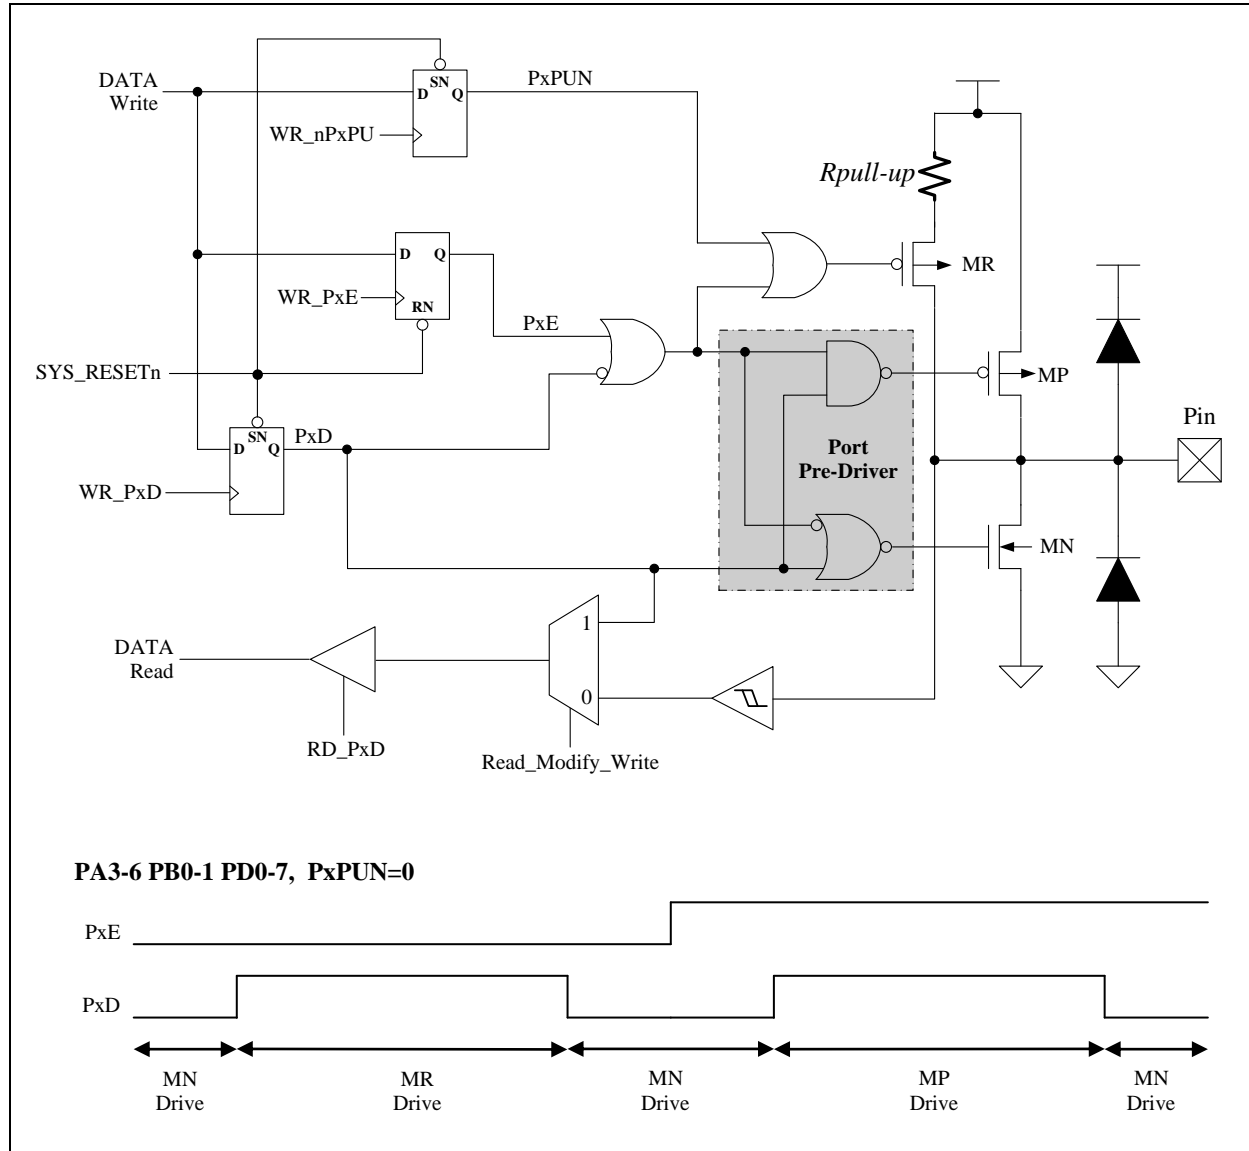 DATA
Write
SN
D
Q
PxPUN
WR_nPxPU
Rpull-up
D
Q
MR
WR_PxE
RN
PxE
SYS_RESETn
MP
SN
D
Q
PxD
Pin
Port
Pre-Driver
WR_PxD
MN
1
DATA
Read
0
RD_PxD
Read_Modify_Write
PA3-6 PB0-1 PD0-7, PxPUN=0
PxE
PxD
MN
Drive
MR
Drive
MN
Drive
MP
Drive
MN
Drive